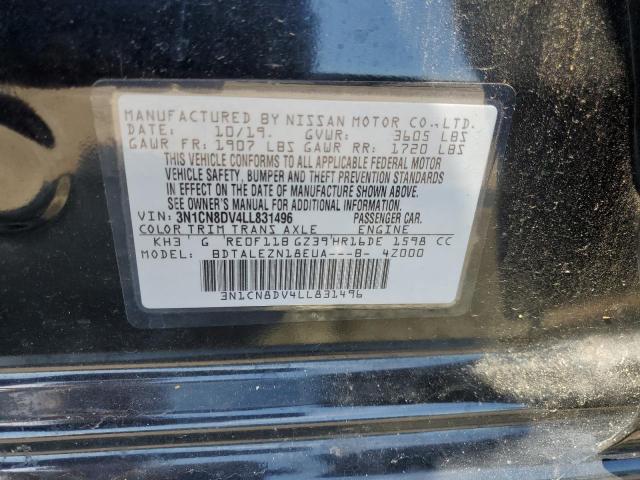 MANUFACTURED BY NISSAN MOTOR CO., LTD.
DATE: 10/19. GVWR: 3605 LBS
GAWR FR: 1907 LBS GAWR RR: 1720 LBS
THIS VEHICLE CONFORMS TO ALL APPLICABLE FEDERAL MOTOR
VEHICLE SAFETY, BUMPER AND THEFT PREVENTION STANDARDS
IN EFFECT ON THE DATE OF MANUFACTURE SHOWN ABOVE.
SEE OWNER'S MANUAL FOR ADDITIONAL INFORMATION.
VIN: 3N1CN8DV4LL831496 PASSENGER CAR.
COLOR TRIM TRANS AXLE ENGINE
KH3 G RE0F11B GZ39 HR16DE 1598 CC
MODEL: BDTALEZN18EUA---B- 4Z000
3N1CN8DV4LL831496